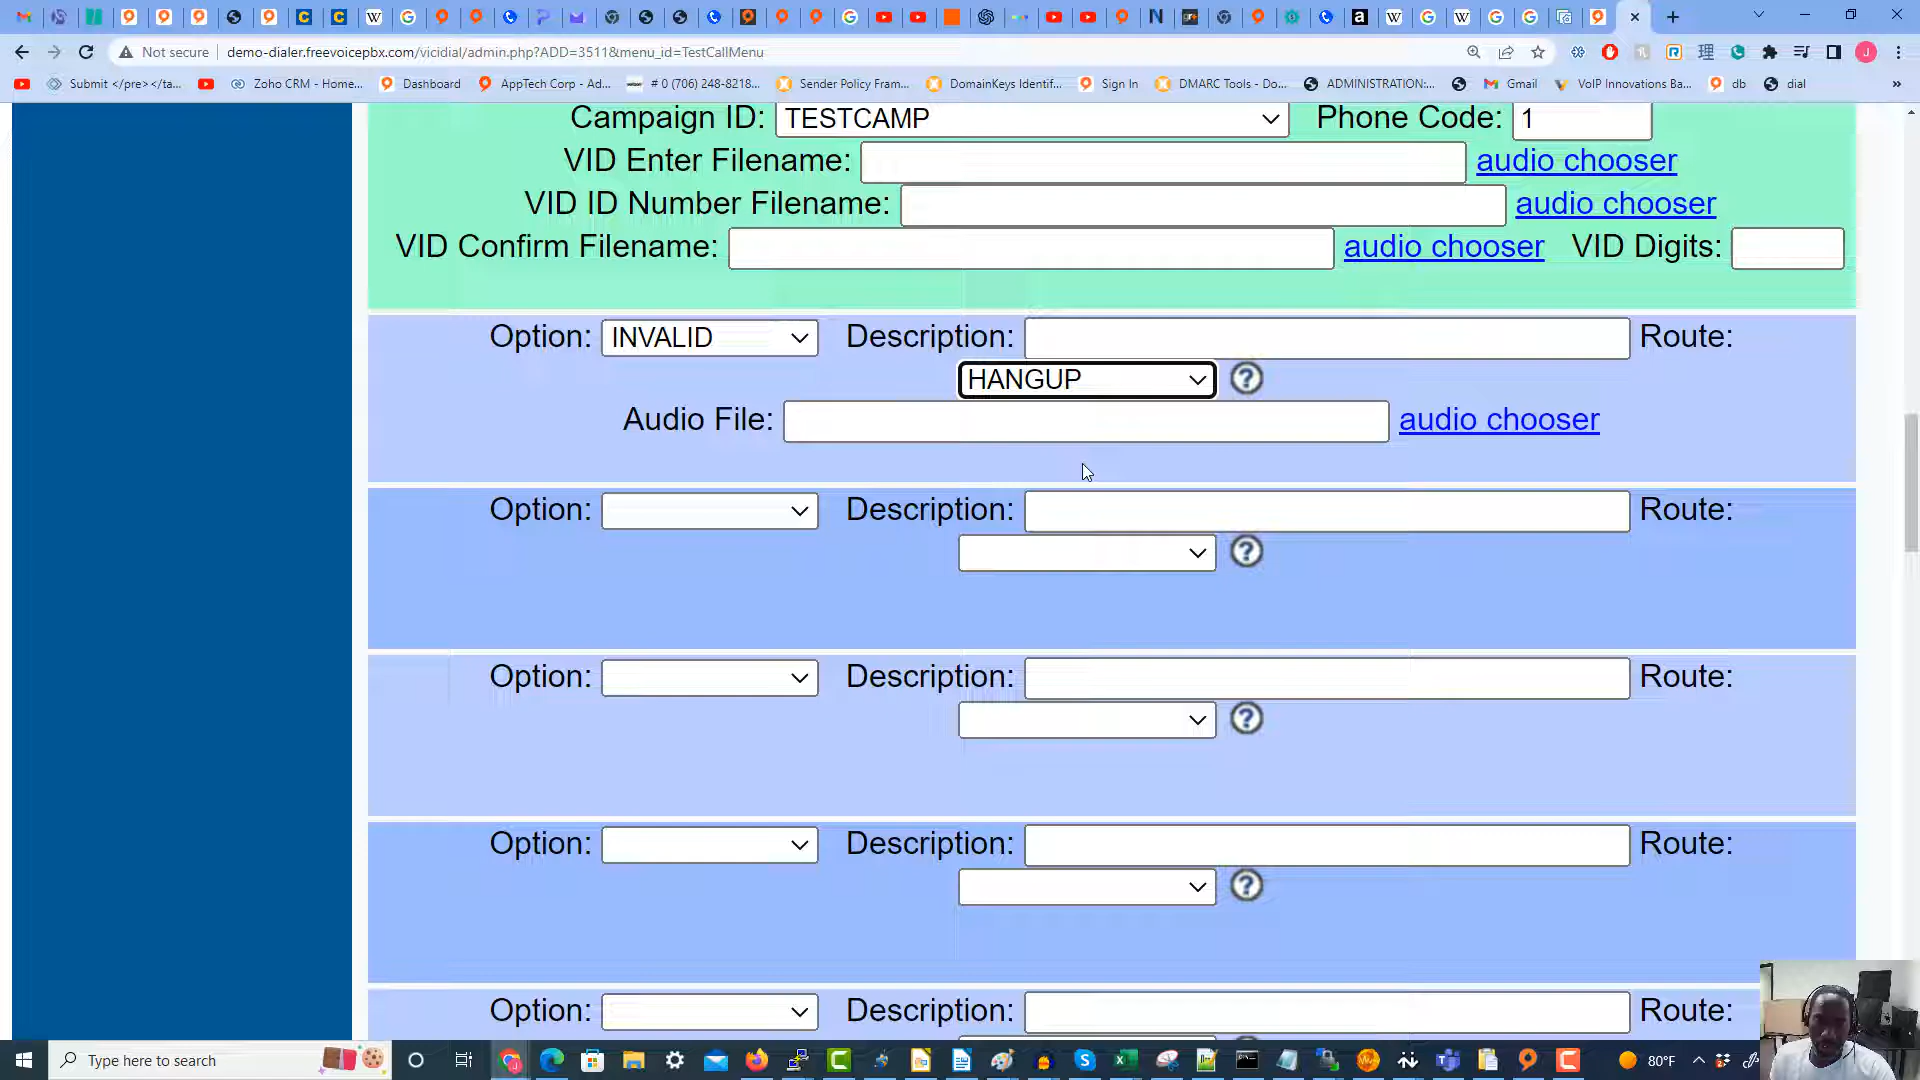 Not secure demo-dialer.freevoicepbx.com/vicidial/admin.php?ADD=3511&menu_id=TestCallMenu
Submit </pre></ta... Zoho CRM - Home... Dashboard AppTech Corp - Ad... # 0 (706) 248-8218... Sender Policy Fram... DomainKeys Identif... Sign In DMARC Tools - Do... ADMINISTRATION:... Gmail VoIP Innovations Ba... db dial
Campaign ID: TESTCAMP Phone Code: 1
VID Enter Filename: audio chooser
VID ID Number Filename: audio chooser
VID Confirm Filename: audio chooser VID Digits:
Option: INVALID Description: Route:
HANGUP
Audio File: audio chooser
Option: Description: Route:
Option: Description: Route:
Option: Description: Route:
Option: Description: Route:
Type here to search 80°F